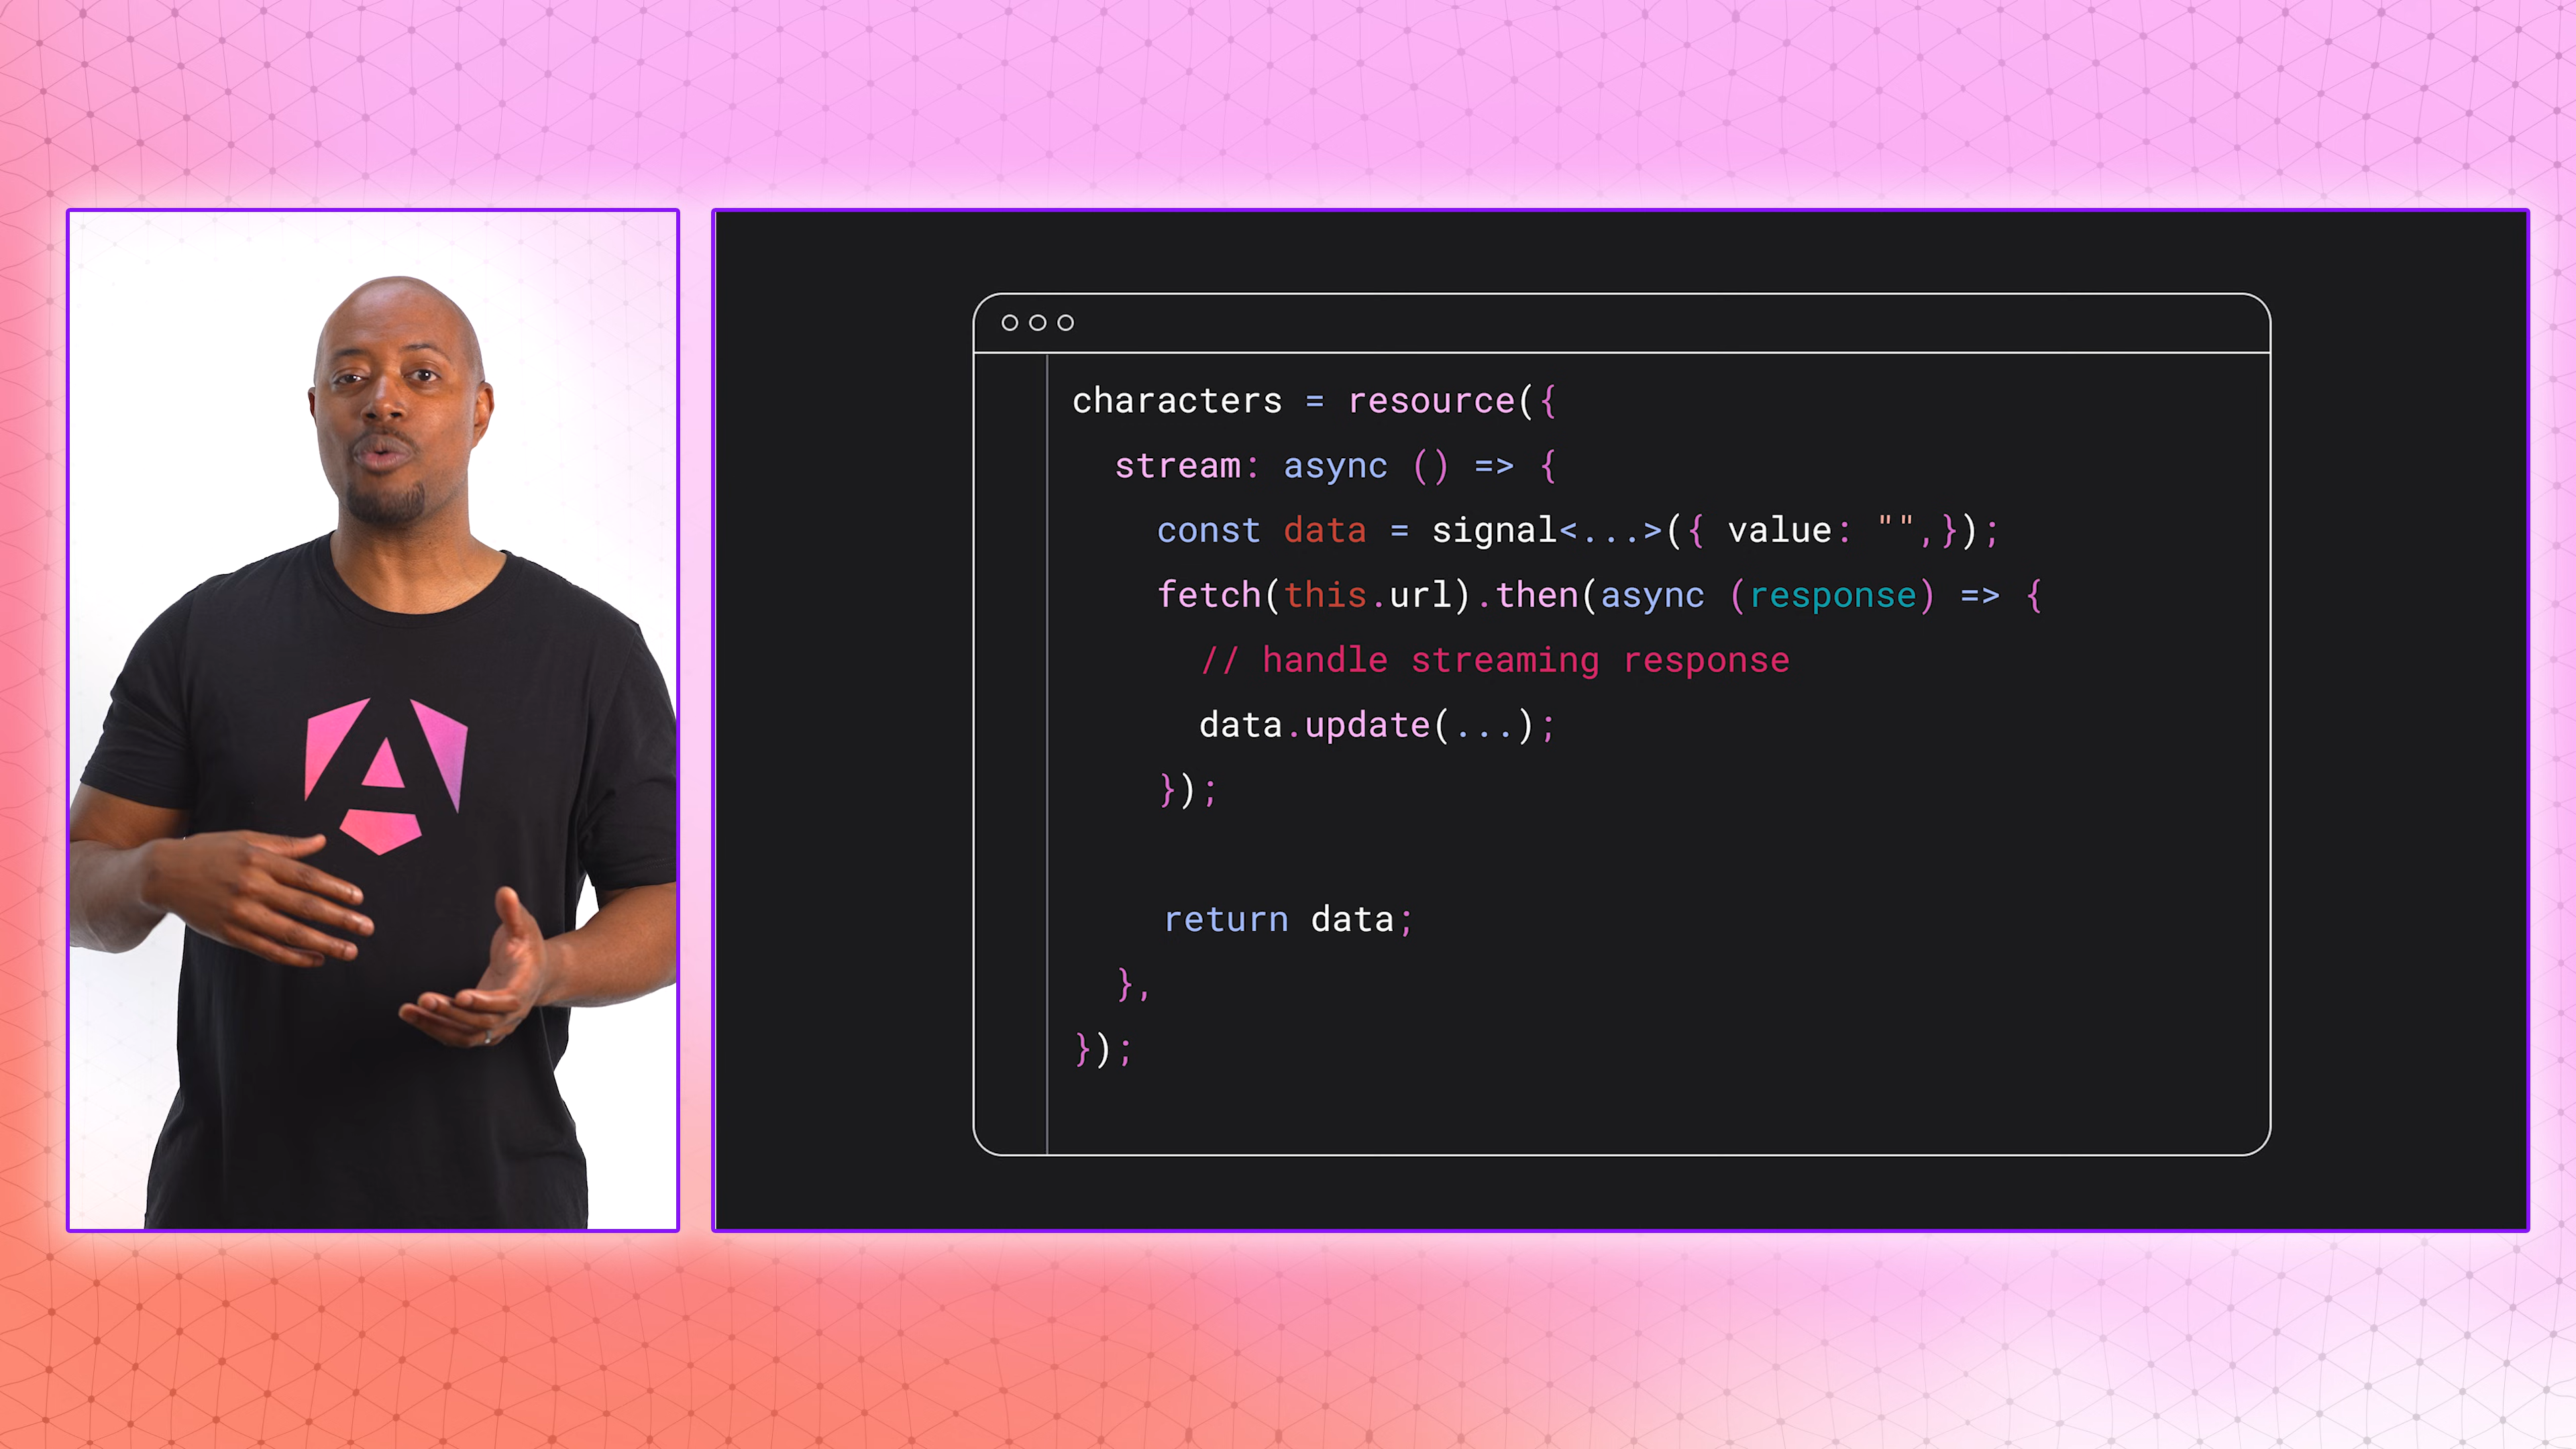 characters = resource({
stream: async () => {
const data = signal<...>({ value: "",});
fetch(this.url).then(async (response) => {
// handle streaming response
data.update(...);
});
return data;
},
});